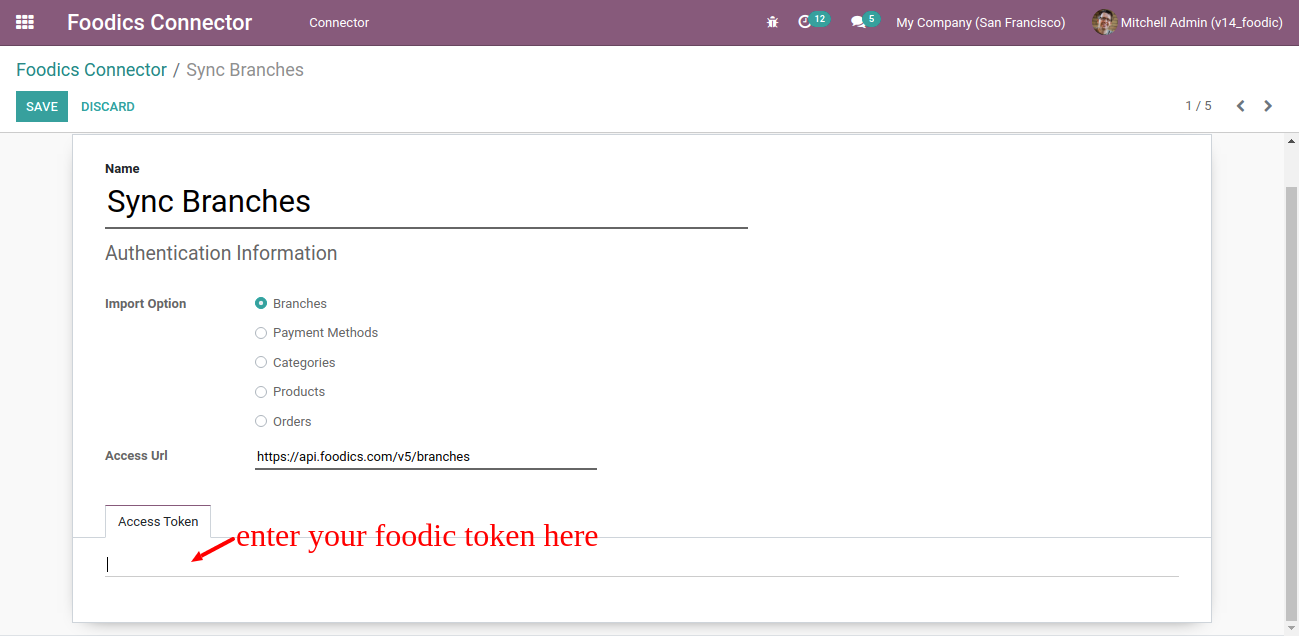 Foodics Connector Connector 12 5 My Company (San Francisco) Mitchell Admin (v14_foodic)
Foodics Connector / Sync Branches
SAVE DISCARD 1 / 5
Name
Sync Branches
Authentication Information
Import Option Branches
Payment Methods
Categories
Products
Orders
Access Url https://api.foodics.com/v5/branches
Access Token
enter your foodic token here